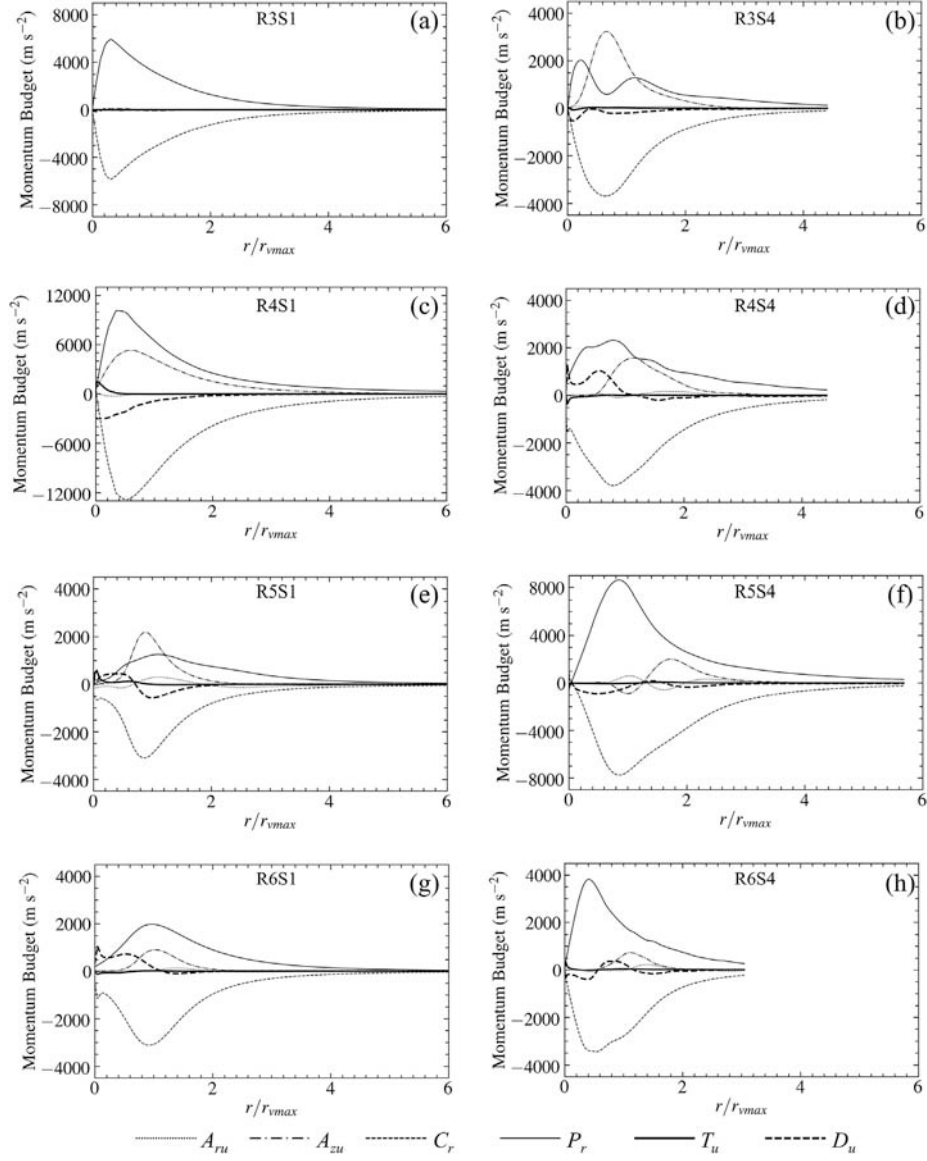 R3S1 (a)
Momentum Budget (m s⁻²)
8000
4000
0
−4000
−8000
0 2 4 6
r/r_vmax
R3S4 (b)
Momentum Budget (m s⁻²)
4000
2000
0
−2000
−4000
0 2 4 6
r/r_vmax
R4S1 (c)
Momentum Budget (m s⁻²)
12000
6000
0
−6000
−12000
0 2 4 6
r/r_vmax
R4S4 (d)
Momentum Budget (m s⁻²)
4000
2000
0
−2000
−4000
0 2 4 6
r/r_vmax
R5S1 (e)
Momentum Budget (m s⁻²)
4000
2000
0
−2000
−4000
0 2 4 6
r/r_vmax
R5S4 (f)
Momentum Budget (m s⁻²)
8000
4000
0
−4000
−8000
0 2 4 6
r/r_vmax
R6S1 (g)
Momentum Budget (m s⁻²)
4000
2000
0
−2000
−4000
0 2 4 6
r/r_vmax
R6S4 (h)
Momentum Budget (m s⁻²)
4000
2000
0
−2000
−4000
0 2 4 6
r/r_vmax
A_ru A_zu C_r P_r T_u D_u